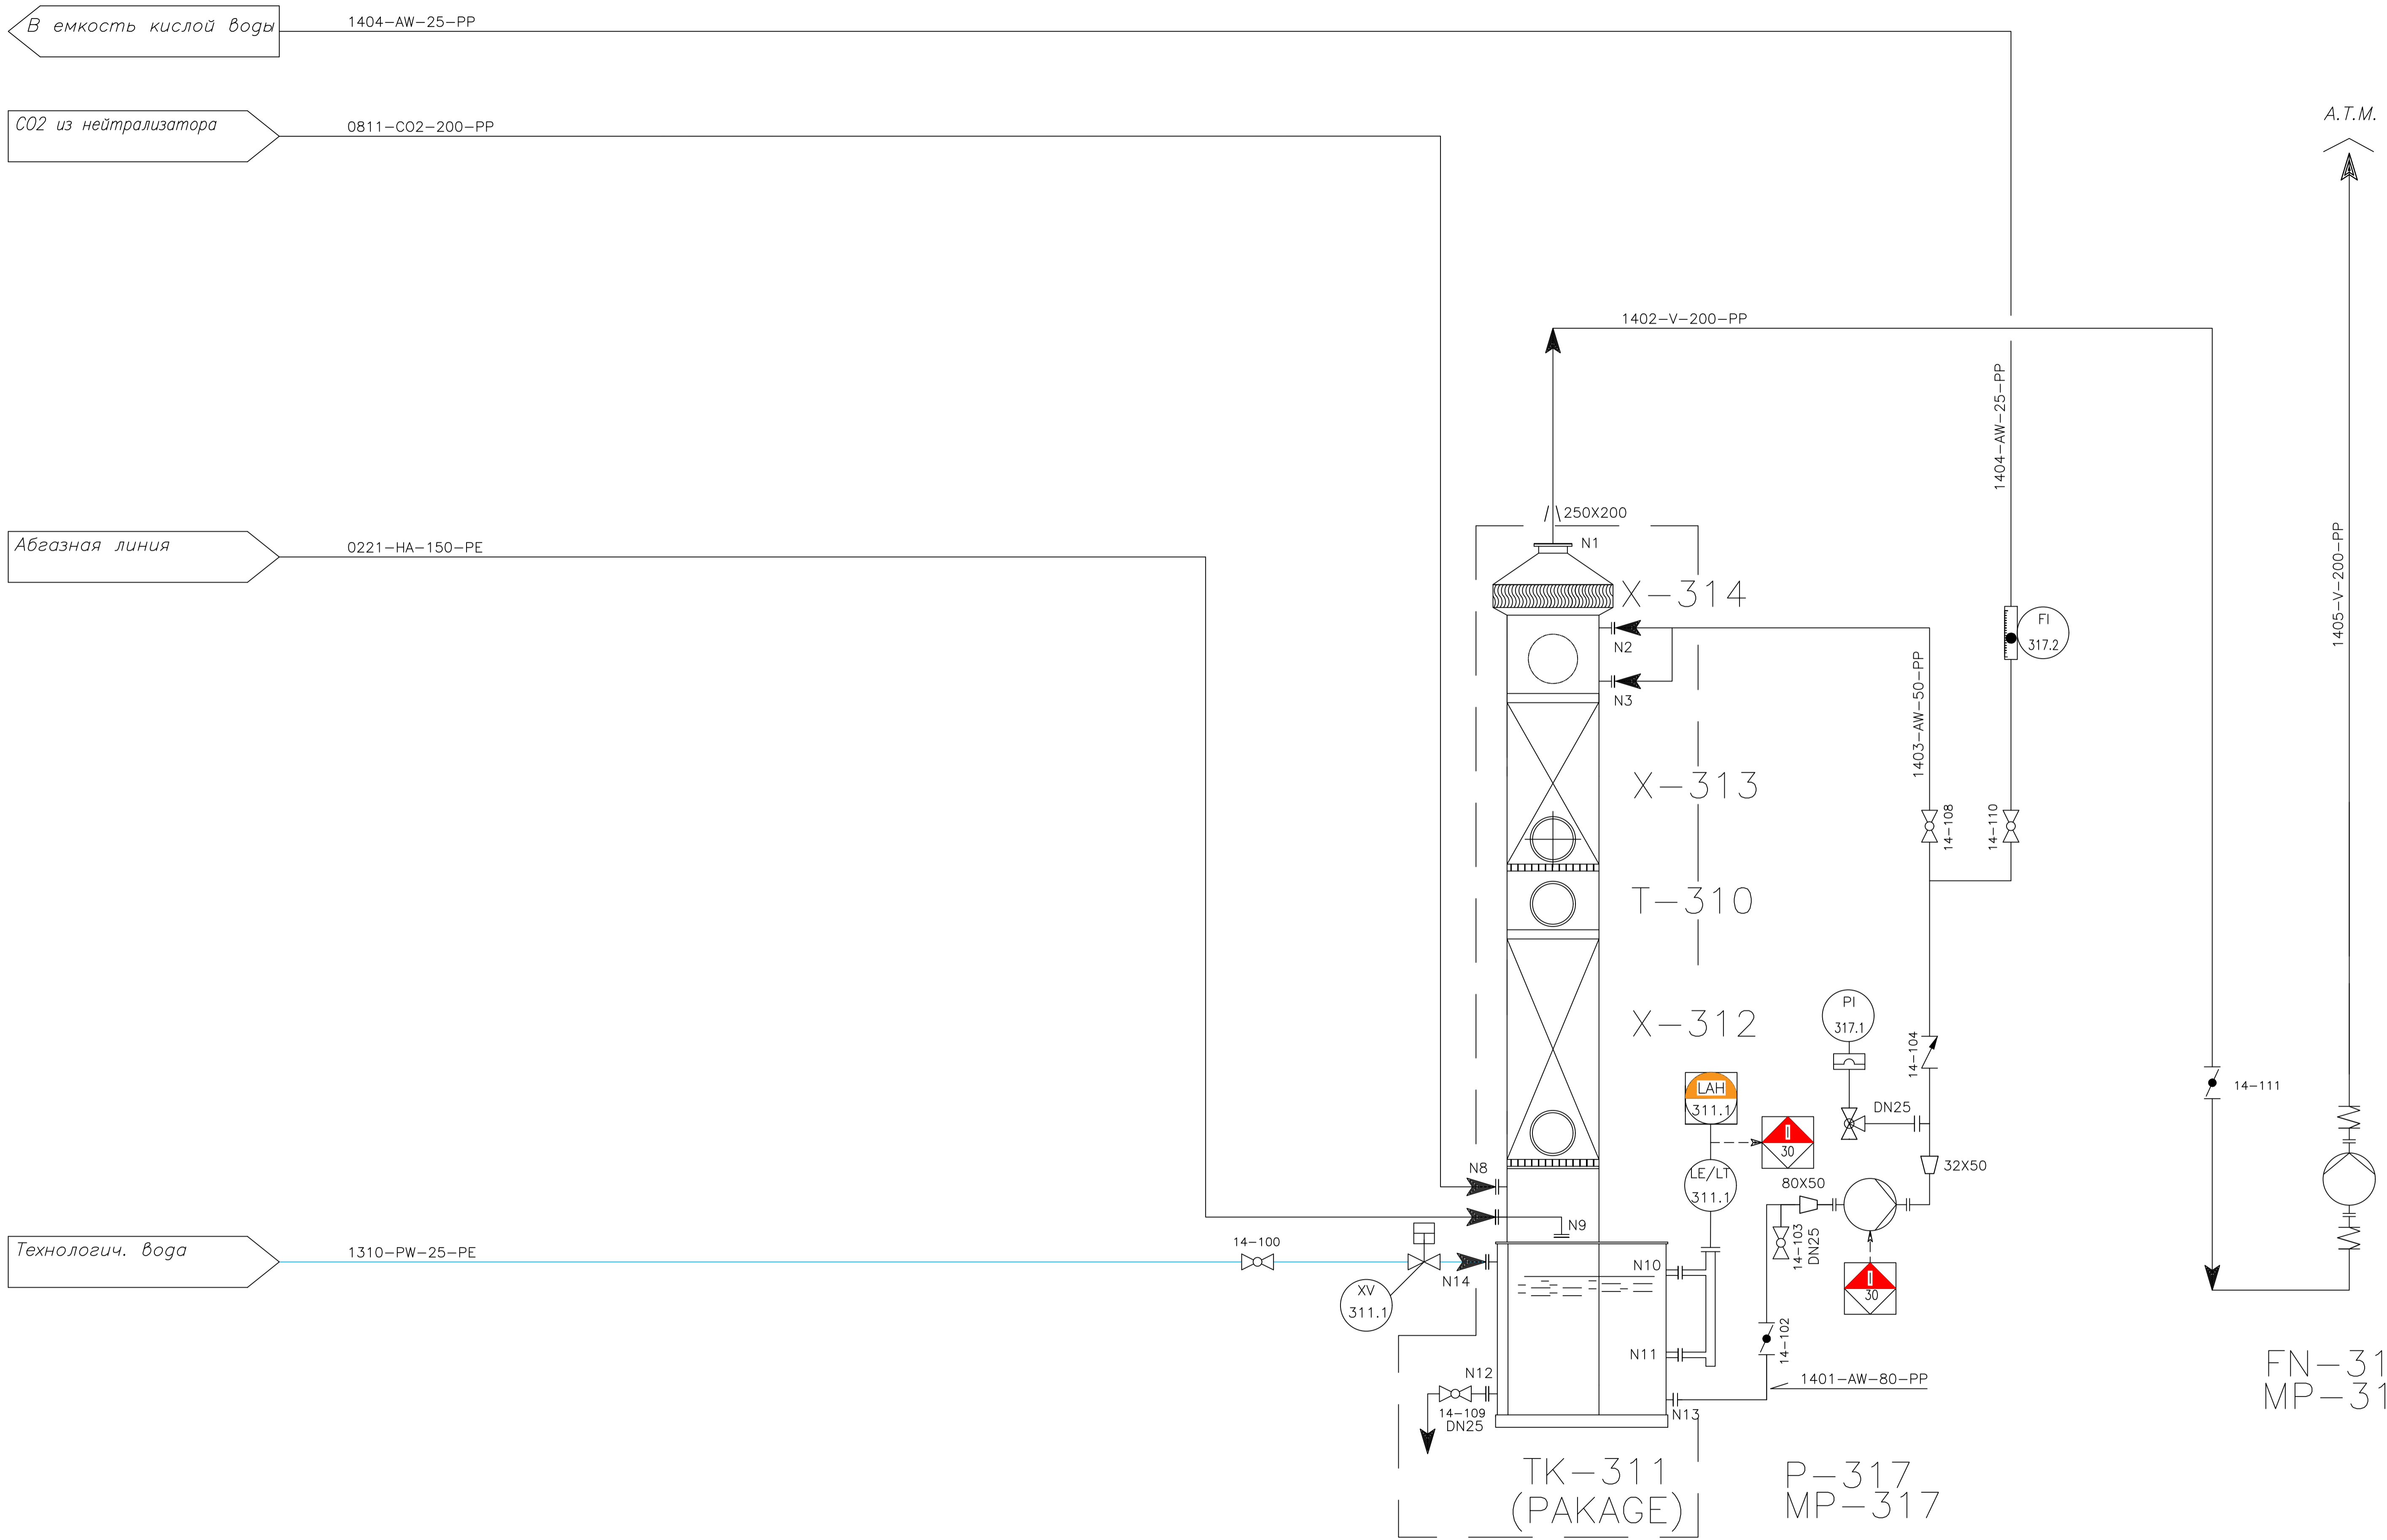 В емкость кислой воды
1404-AW-25-PP
СО2 из нейтрализатора
0811-CO2-200-PP
А.Т.М.
1402-V-200-PP
1404-AW-25-PP
250X200
Абгазная линия
0221-HA-150-PE
N1
1405-V-200-PP
X-314
FI
317.2
N2
N3
1403-AW-50-PP
X-313
14-108
14-110
T-310
X-312
PI
317.1
14-104
LAH
311.1
DN25
14-111
I
30
N8
LE/LT
311.1
32X50
80X50
N9
14-103
DN25
Технологич. вода
1310-PW-25-PE
14-100
N14
N10
XV
311.1
I
30
14-102
N11
N12
1401-AW-80-PP
14-109
DN25
N13
FN-31
MP-31
TK-311
(PAKAGE)
P-317
MP-317